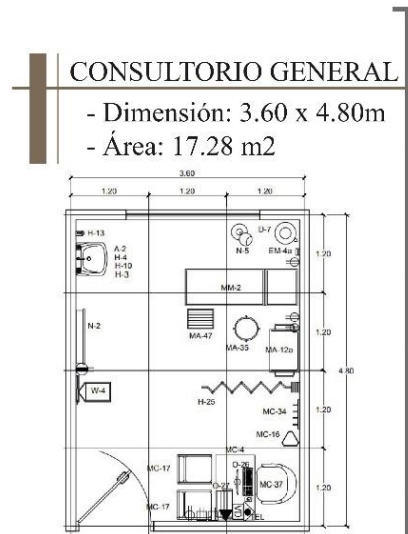 CONSULTORIO GENERAL
- Dimensión: 3.60 x 4.80m
- Área: 17.28 m2
3.60
1.20 1.20 1.20
H-13
A-2
H-4
H-10
H-3
D-7
N-5 EM-4a
1.20
MM-2
N-2
MA-47
MA-35
MA-12a
1.20
4.80
W-4
H-25
MC-34
MC-16
1.20
MC-4
MC-17
D-26
MC-37
D-27
MC-17
TEL
1.20